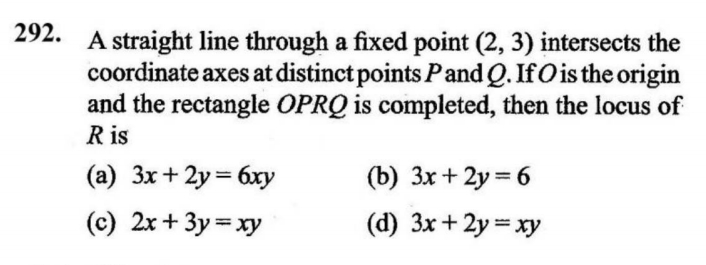 292. A straight line through a fixed point (2, 3) intersects the
coordinate axes at distinct points P and Q. If O is the origin
and the rectangle OPRQ is completed, then the locus of
R is
(a) 3x + 2y = 6xy (b) 3x + 2y = 6
(c) 2x + 3y = xy (d) 3x + 2y = xy